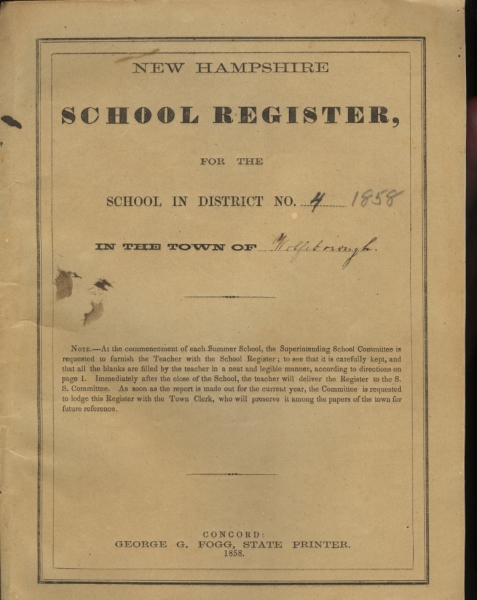 NEW HAMPSHIRE
SCHOOL REGISTER,
FOR THE
SCHOOL IN DISTRICT NO. 4 1858
IN THE TOWN OF Wolfeborough.
NOTE.—At the commencement of each Summer School, the Superintending School Committee is
requested to furnish the Teacher with the School Register; to see that it is carefully kept, and
that all the blanks are filled by the teacher in a neat and legible manner, according to directions on
page 1. Immediately after the close of the School, the teacher will deliver the Register to the S.
S. Committee. As soon as the report is made out for the current year, the Committee is requested
to lodge this Register with the Town Clerk, who will preserve it among the papers of the town for
future reference.
CONCORD:
GEORGE G. FOGG, STATE PRINTER.
1858.